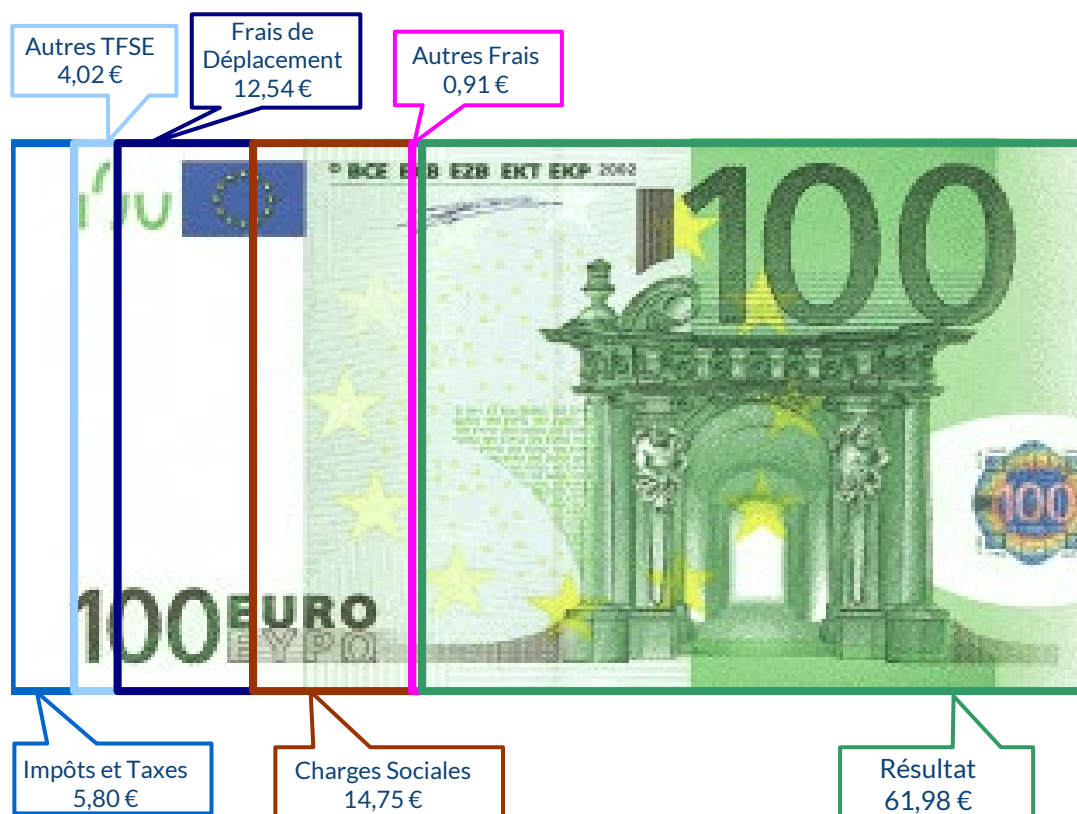 Autres TFSE
4,02 €
Frais de
Déplacement
12,54 €
Autres Frais
0,91 €
BCE ECB EZB EKT EKP 2002
100
100
100 EURO
ΕΥΡΩ
Impôts et Taxes
5,80 €
Charges Sociales
14,75 €
Résultat
61,98 €